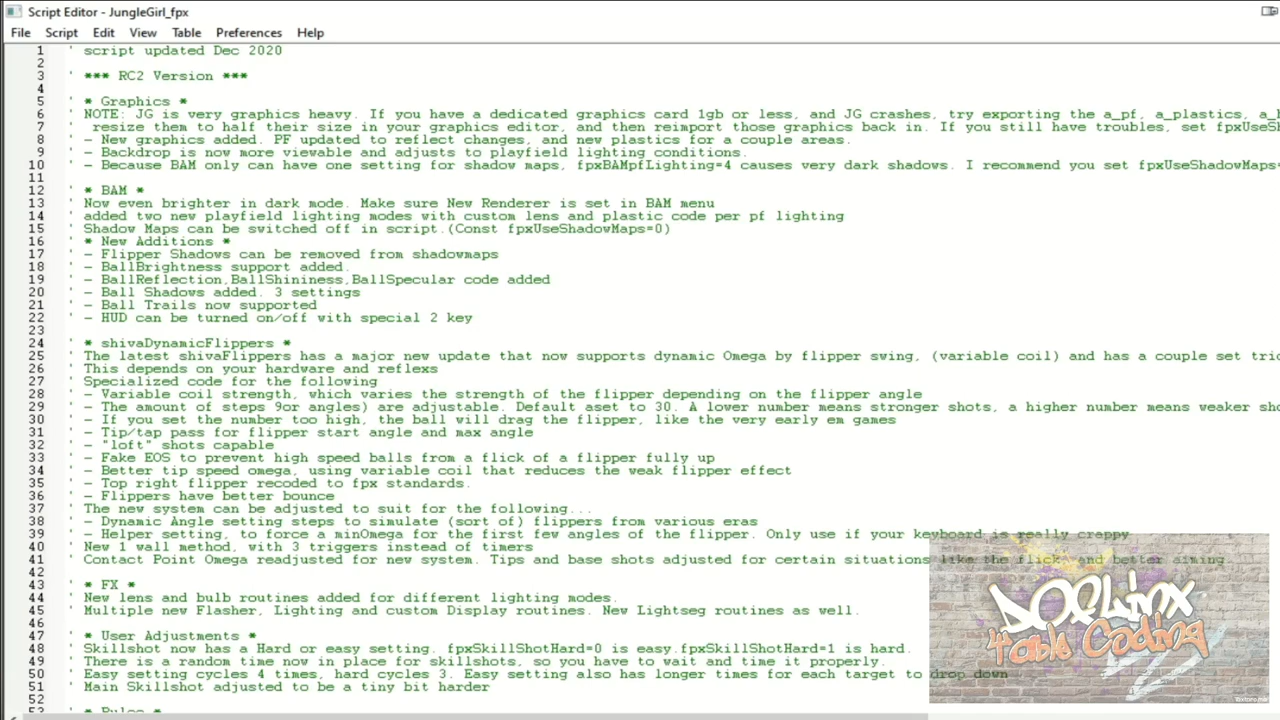 Script Editor - JungleGirl_fpx
File Script Edit View Table Preferences Help
1 ' script updated Dec 2020
2
3 ' *** RC2 Version ***
4
5 ' * Graphics *
6 ' NOTE: JG is very graphics heavy. If you have a dedicated graphics card 1gb or less, and JG crashes, try exporting the a_pf, a_plastics,
7 ' resize them to half their size in your graphics editor, and then reimport those graphics back in. If you still have troubles, set fpxUseSh
8 ' - New graphics added. PF updated to reflect changes, and new plastics for a couple areas.
9 ' - Backdrop is now more viewable and adjusts to playfield lighting conditions.
10 ' - Because BAM only can have one setting for shadow maps, fpxBAMpfLighting=4 causes very dark shadows. I recommend you set fpxUseShadowMaps=
11
12 ' * BAM *
13 ' Now even brighter in dark mode. Make sure New Renderer is set in BAM menu
14 ' added two new playfield lighting modes with custom lens and plastic code per pf lighting
15 ' Shadow Maps can be switched off in script.(Const fpxUseShadowMaps=0)
16 ' * New Additions *
17 ' - Flipper Shadows can be removed from shadowmaps
18 ' - BallBrightness support added.
19 ' - BallReflection,BallShininess,BallSpecular code added
20 ' - Ball Shadows added. 3 settings
21 ' - Ball Trails now supported
22 ' - HUD can be turned on/off with special 2 key
23
24 ' * shivaDynamicFlippers *
25 ' The latest shivaFlippers has a major new update that now supports dynamic Omega by flipper swing, (variable coil) and has a couple set tric
26 ' This depends on your hardware and reflexs
27 ' Specialized code for the following
28 ' - Variable coil strength, which varies the strength of the flipper depending on the flipper angle
29 ' - The amount of steps 9or angles) are adjustable. Default aset to 30. A lower number means stronger shots, a higher number means weaker sho
30 ' - If you set the number too high, the ball will drag the flipper, like the very early em games
31 ' - Tip/tap pass for flipper start angle and max angle
32 ' - "loft" shots capable
33 ' - Fake EOS to prevent high speed balls from a flick of a flipper fully up
34 ' - Better tip speed omega, using variable coil that reduces the weak flipper effect
35 ' - Top right flipper recoded to fpx standards.
36 ' - Flippers have better bounce
37 ' The new system can be adjusted to suit for the following...
38 ' - Dynamic Angle setting steps to simulate (sort of) flippers from various eras
39 ' - Helper setting, to force a minOmega for the first few angles of the flipper. Only use if your keyboard is really crappy
40 ' New 1 wall method, with 3 triggers instead of timers
41 ' Contact Point Omega readjusted for new system. Tips and base shots adjusted for certain situations like the flick, and better aiming.
42
43 ' * FX *
44 ' New lens and bulb routines added for different lighting modes.
45 ' Multiple new Flasher, Lighting and custom Display routines. New Lightseg routines as well.
46
47 ' * User Adjustments *
48 ' Skillshot now has a Hard or easy setting. fpxSkillShotHard=0 is easy.fpxSkillShotHard=1 is hard.
49 ' There is a random time now in place for skillshots, so you have to wait and time it properly.
50 ' Easy setting cycles 4 times, hard cycles 3. Easy setting also has longer times for each target to drop down
51 ' Main Skillshot adjusted to be a tiny bit harder
52
53 ' * Rules *
DOFLinx
Table Coding